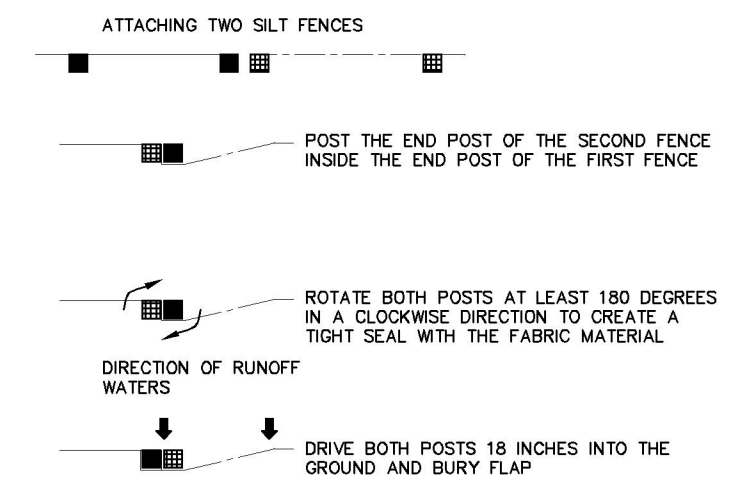 ATTACHING TWO SILT FENCES
POST THE END POST OF THE SECOND FENCE
INSIDE THE END POST OF THE FIRST FENCE
ROTATE BOTH POSTS AT LEAST 180 DEGREES
IN A CLOCKWISE DIRECTION TO CREATE A
TIGHT SEAL WITH THE FABRIC MATERIAL
DIRECTION OF RUNOFF
WATERS
DRIVE BOTH POSTS 18 INCHES INTO THE
GROUND AND BURY FLAP